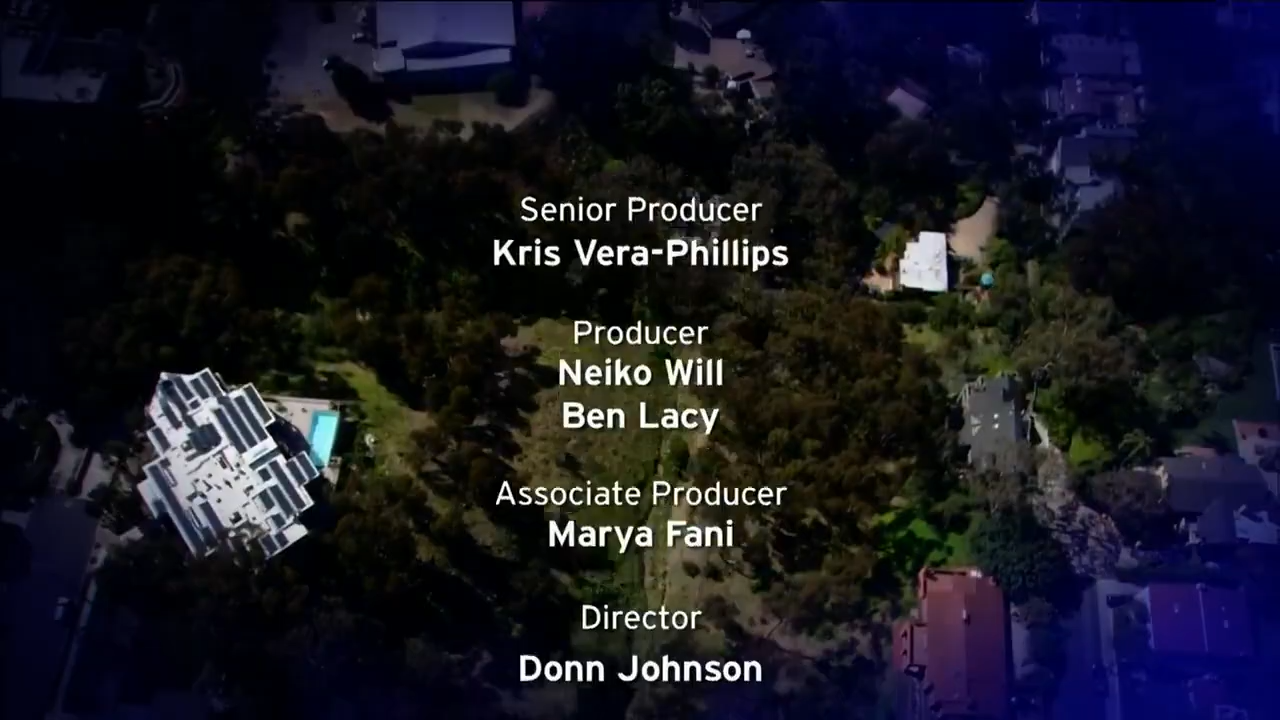 Senior Producer
Kris Vera-Phillips
Producer
Neiko Will
Ben Lacy
Associate Producer
Marya Fani
Director
Donn Johnson